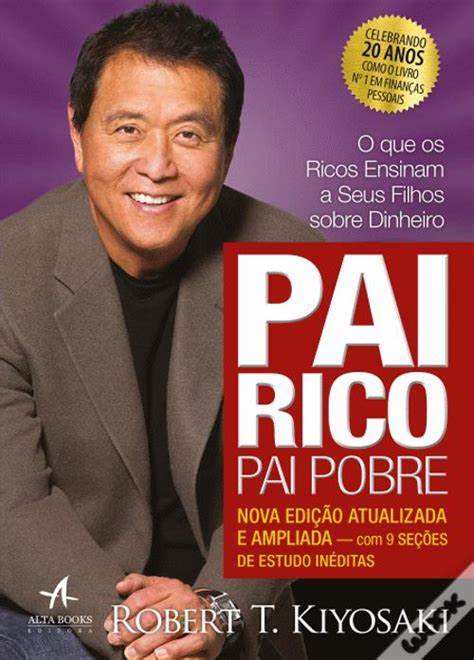 CELEBRANDO
20 ANOS
COMO O LIVRO
Nº 1 EM FINANÇAS
PESSOAIS
O que os
Ricos Ensinam
a Seus Filhos
sobre Dinheiro
PAI
RICO
PAI POBRE
NOVA EDIÇÃO ATUALIZADA
E AMPLIADA — com 9 SEÇÕES
DE ESTUDO INÉDITAS
ALTA BOOKS
EDITORA
ROBERT T. KIYOSAKI
wook